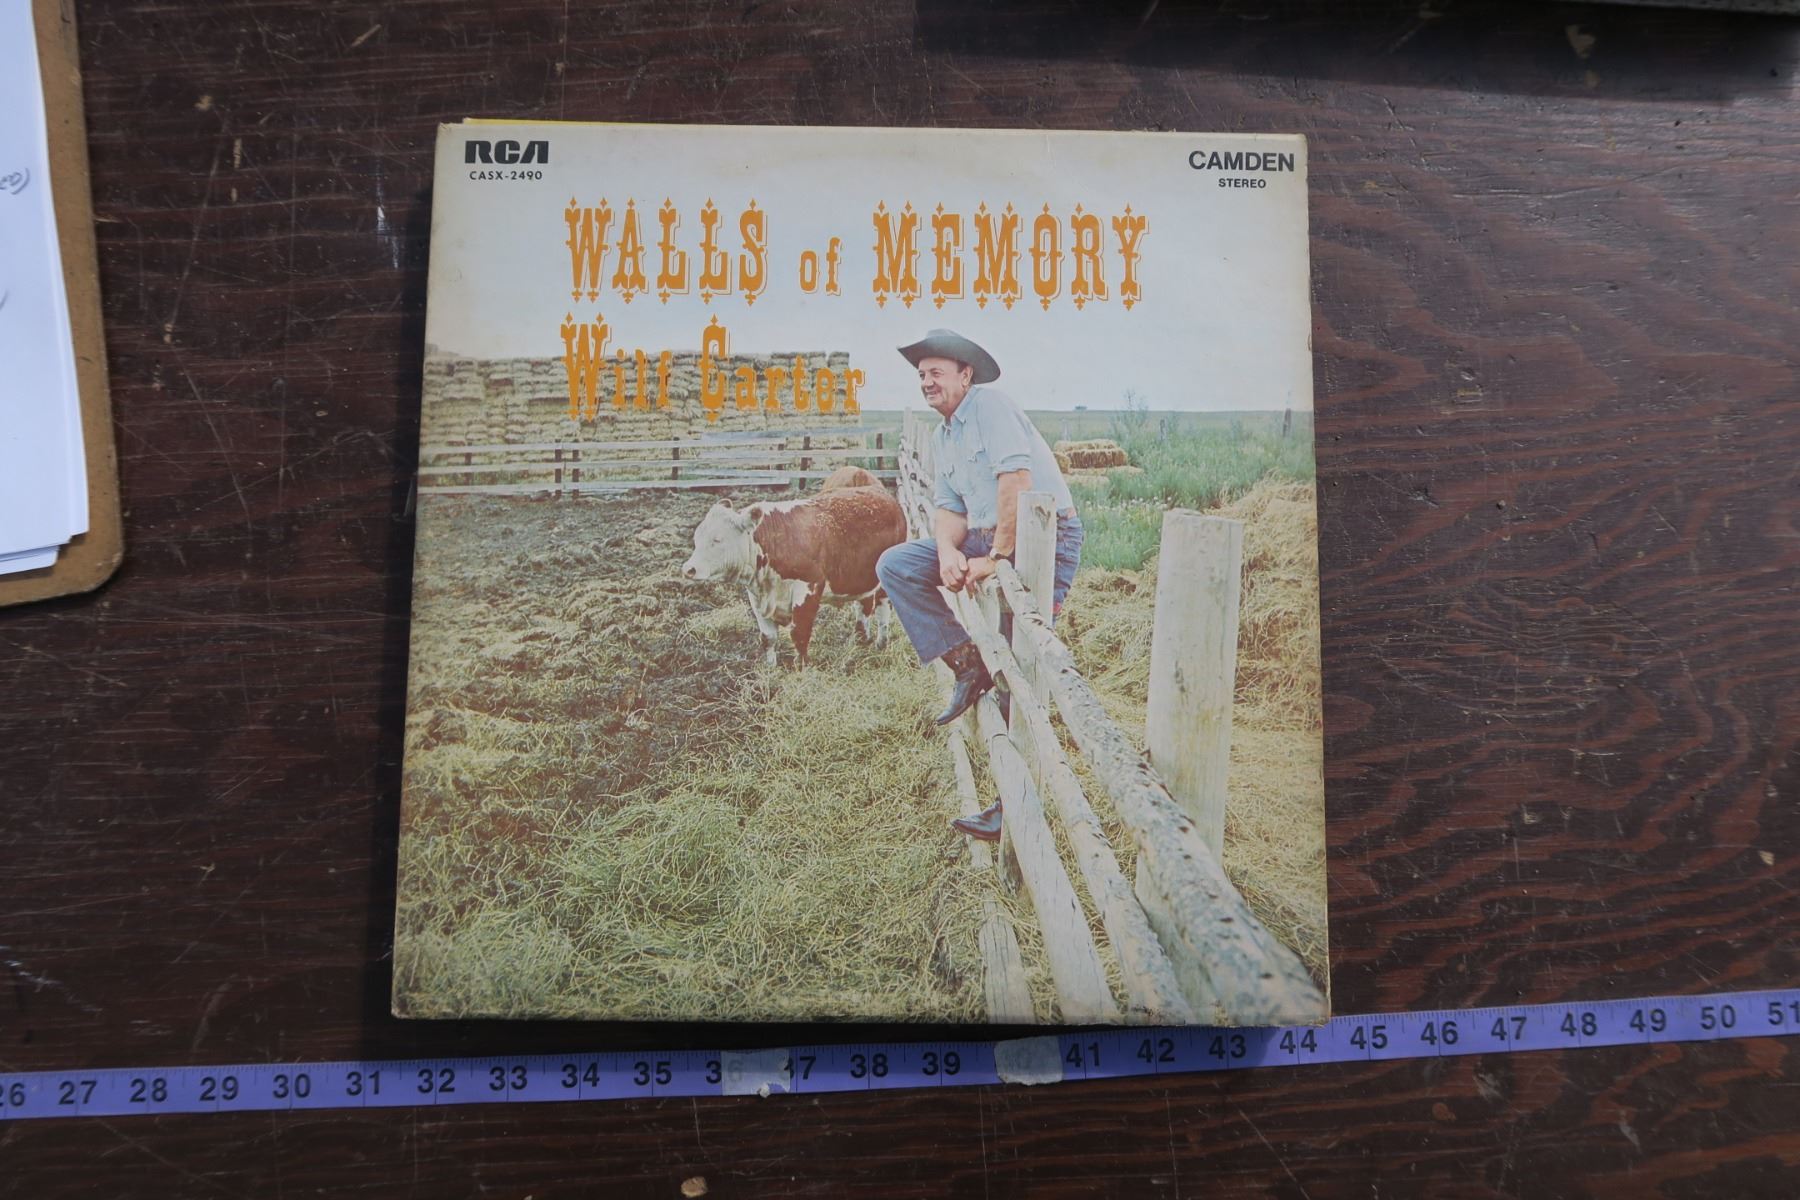 RCA
CASX-2490
CAMDEN
STEREO
WALLS of MEMORY
Wilf Carter
26 27 28 29 30 31 32 33 34 35 36 37 38 39 41 42 43 44 45 46 47 48 49 50 51